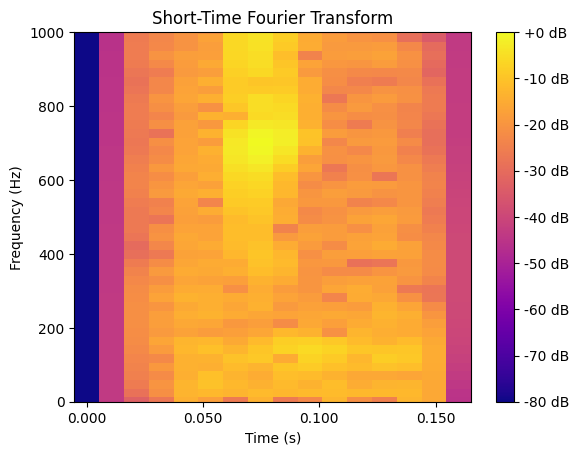 Short-Time Fourier Transform
1000
800
600
400
200
0
Frequency (Hz)
0.000
0.050
0.100
0.150
Time (s)
+0 dB
-10 dB
-20 dB
-30 dB
-40 dB
-50 dB
-60 dB
-70 dB
-80 dB